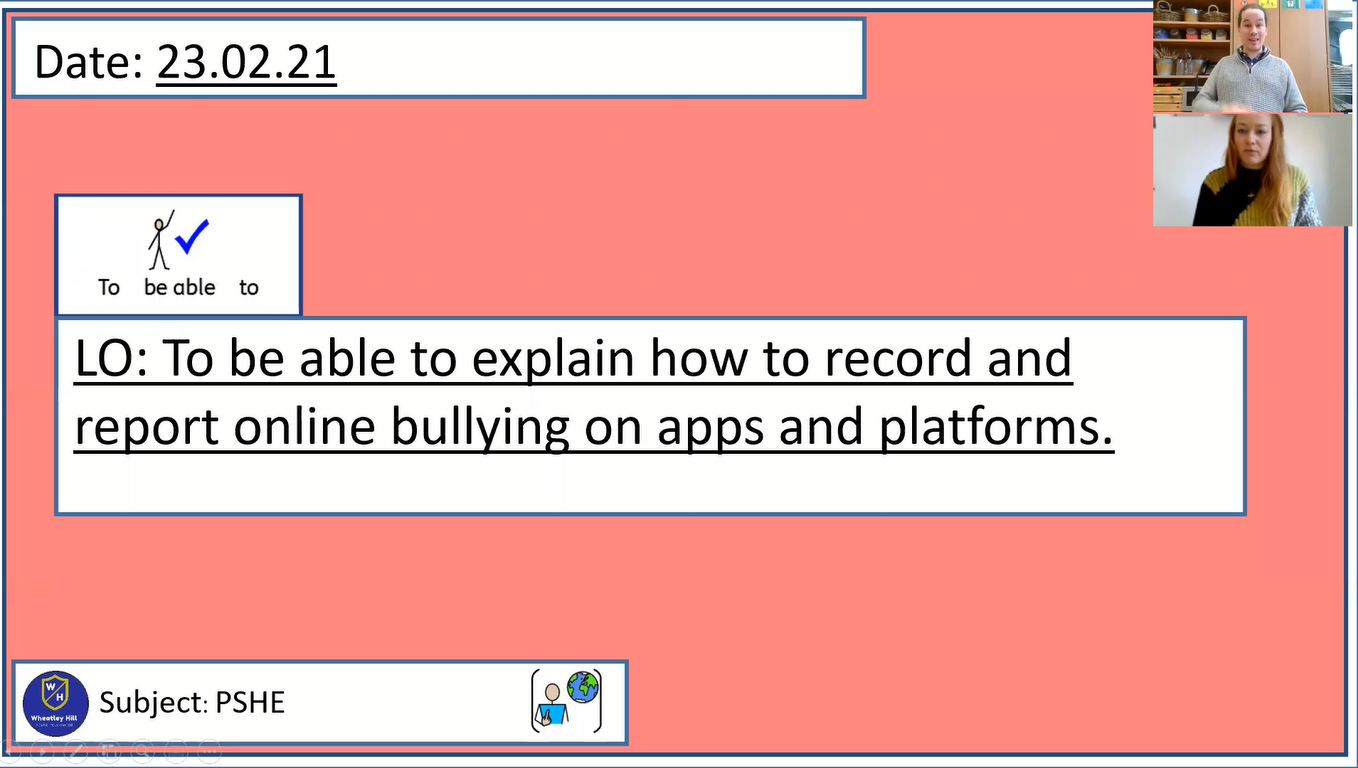 Date: 23.02.21
To be able to
LO: To be able to explain how to record and
report online bullying on apps and platforms.
W
H
Wheatley Hill
Subject: PSHE